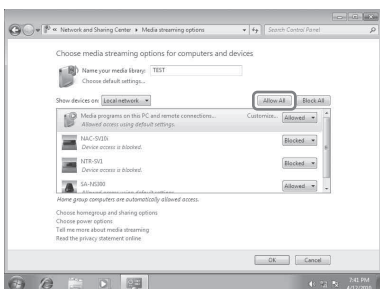 « Network and Sharing Center ▸ Media streaming options
Search Control Panel
Choose media streaming options for computers and devices
Name your media library: TEST
Choose default settings...
Show devices on: Local network
Allow All
Block All
Media programs on this PC and remote connections...
Customize...
Allowed
Allowed access using default settings.
NAC-SV10i
Device access is blocked.
Blocked
NTR-SV1
Device access is blocked.
Blocked
SA-NS300
Allowed
Allowed access using default settings.
Home group computers are automatically allowed access.
Choose homegroup and sharing options
Choose power options
Tell me more about media streaming
Read the privacy statement online
OK
Cancel
7:41 PM